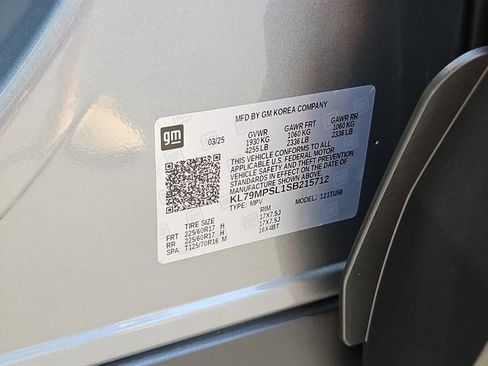 MFD BY GM KOREA COMPANY
gm
03/25
GVWR GAWR FRT GAWR RR
1930 KG 1060 KG 1060 KG
4255 LB 2336 LB 2336 LB
THIS VEHICLE CONFORMS TO ALL
APPLICABLE U.S. FEDERAL MOTOR
VEHICLE SAFETY, BUMPER, AND THEFT
PREVENTION STANDARDS IN EFFECT
ON THE DATE OF
MANUFACTURE SHOWN ABOVE.
KL79MPSL1SB215712
TYPE: MPV MODEL: 121TU56
TIRE SIZE RIM
FRT 225/60R17 H 17X7.5J
RR 225/60R17 H 17X7.5J
T125/70R16 M 16X4BT